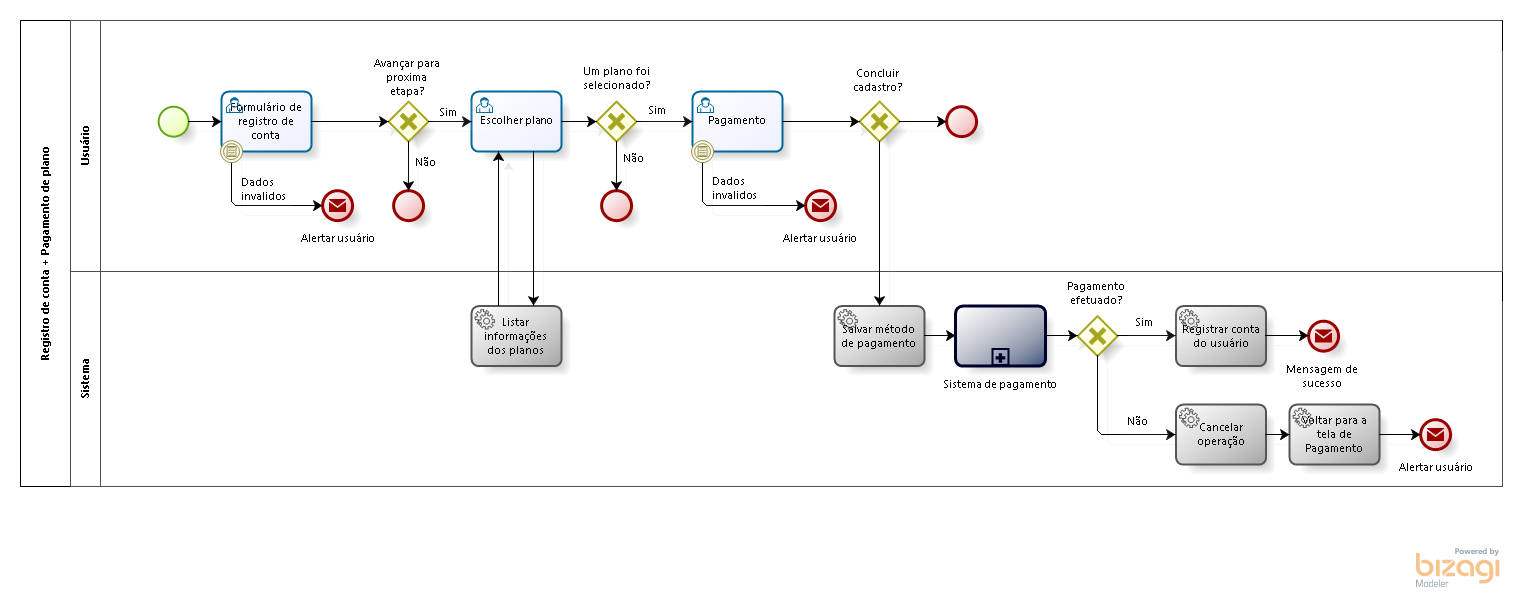 Registro de conta + Pagamento de plano
Usuário
Formulário de
registro de
conta
Dados
invalidos
Alertar usuário
Avançar para
proxima
etapa?
Sim
Não
Escolher plano
Um plano foi
selecionado?
Sim
Não
Pagamento
Dados
invalidos
Alertar usuário
Concluir
cadastro?
Sistema
Listar
informações
dos planos
Salvar método
de pagamento
Sistema de pagamento
Pagamento
efetuado?
Sim
Registrar conta
do usuário
Mensagem de
sucesso
Não
Cancelar
operação
Voltar para a
tela de
Pagamento
Alertar usuário
Powered by
bizagi
Modeler